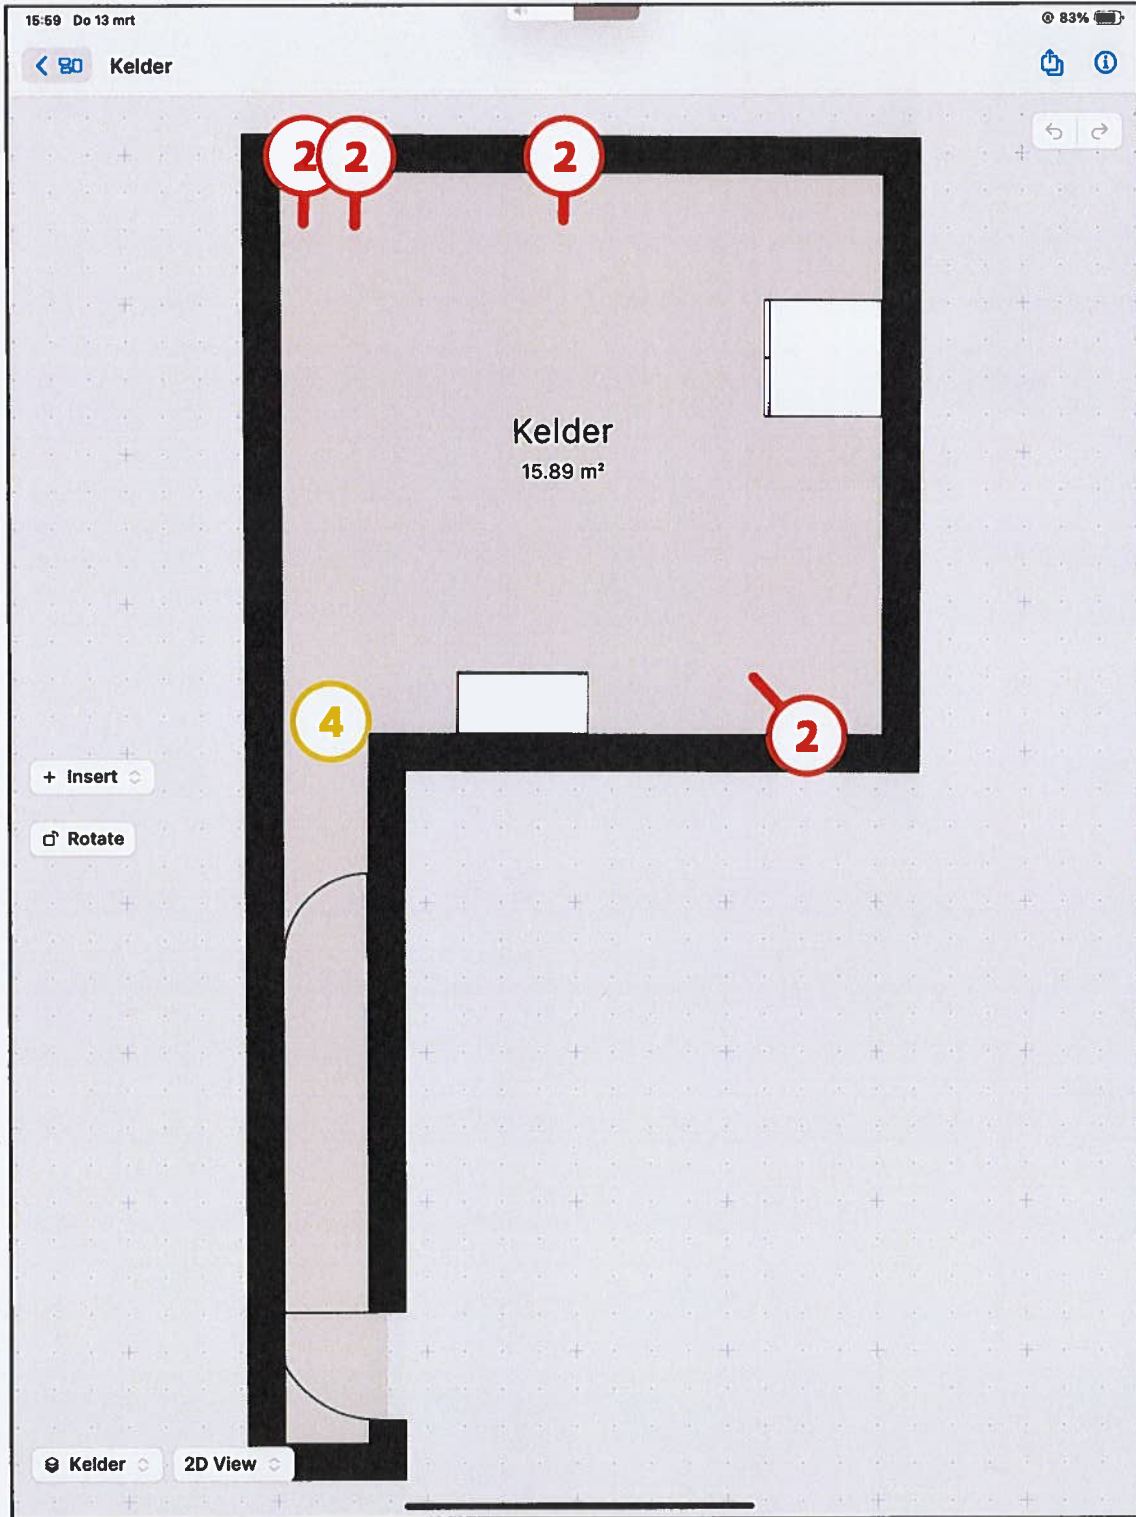 15:59 Do 13 mrt
83%
Kelder
2 2 2
Kelder
15.89 m²
4
2
+ Insert
Rotate
Kelder
2D View